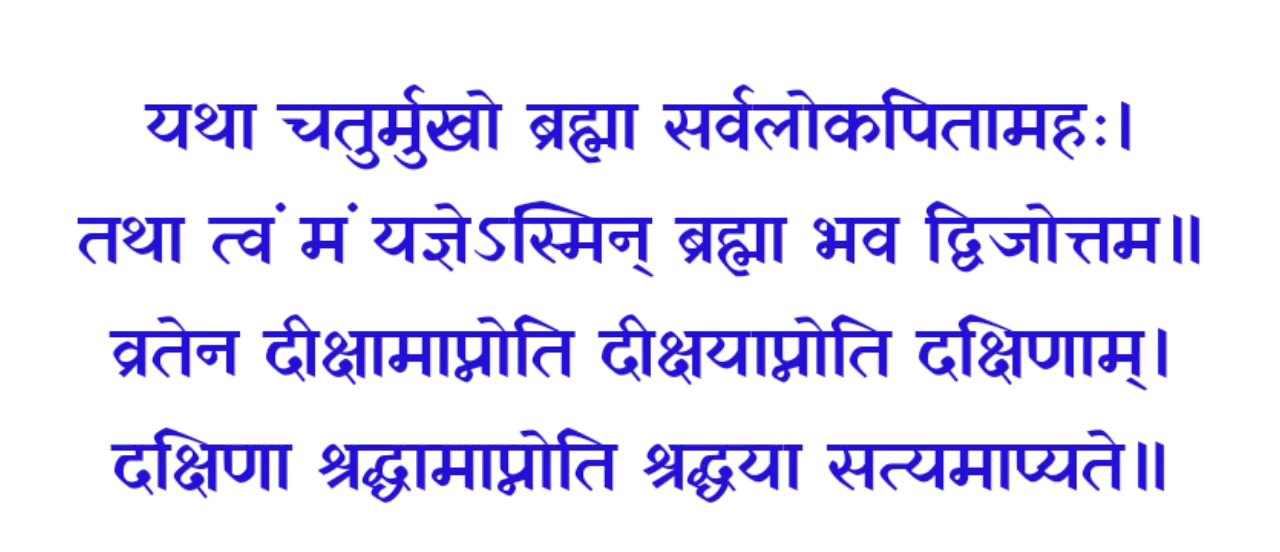 यथा चतुर्मुखो ब्रह्मा सर्वलोकपितामहः।
तथा त्वं मं यज्ञेऽस्मिन् ब्रह्मा भव द्विजोत्तम॥
व्रतेन दीक्षामाप्नोति दीक्षयाप्नोति दक्षिणाम्।
दक्षिणा श्रद्धामाप्नोति श्रद्धया सत्यमाप्यते॥